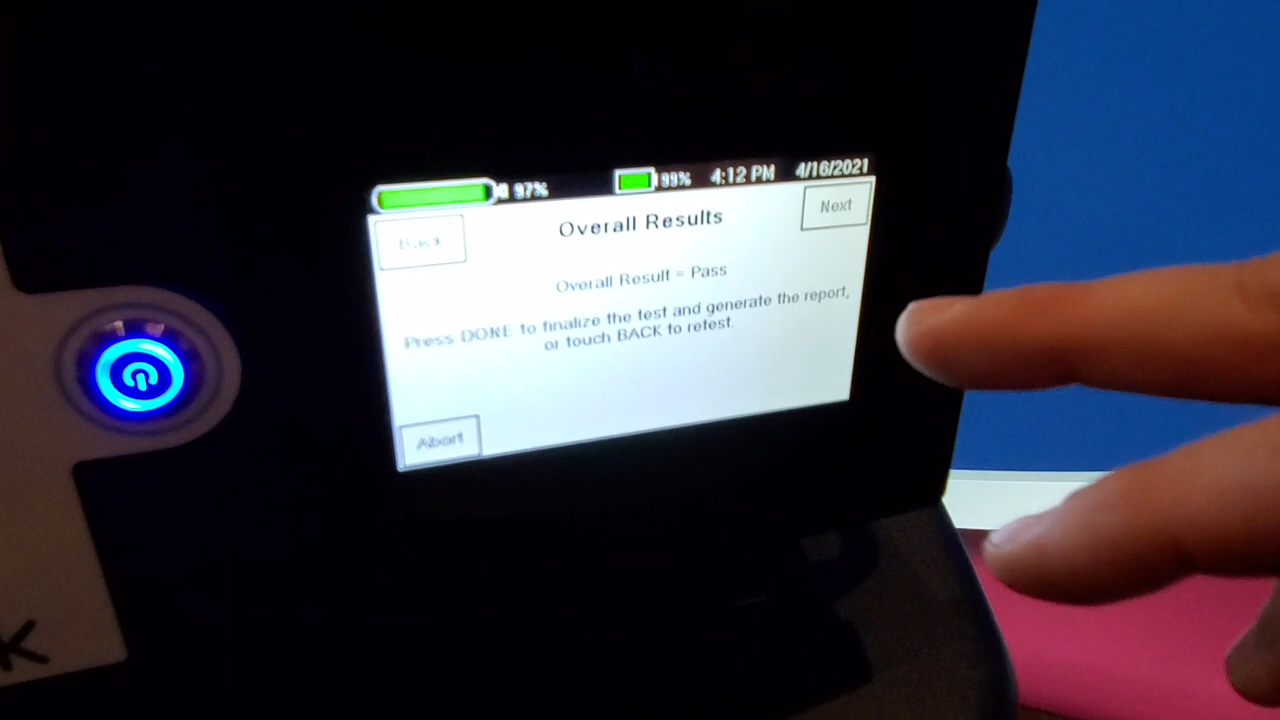 97% 99% 4:12 PM 4/16/2021
Back Overall Results Next
Overall Result = Pass
Press DONE to finalize the test and generate the report,
or touch BACK to retest.
Abort
K